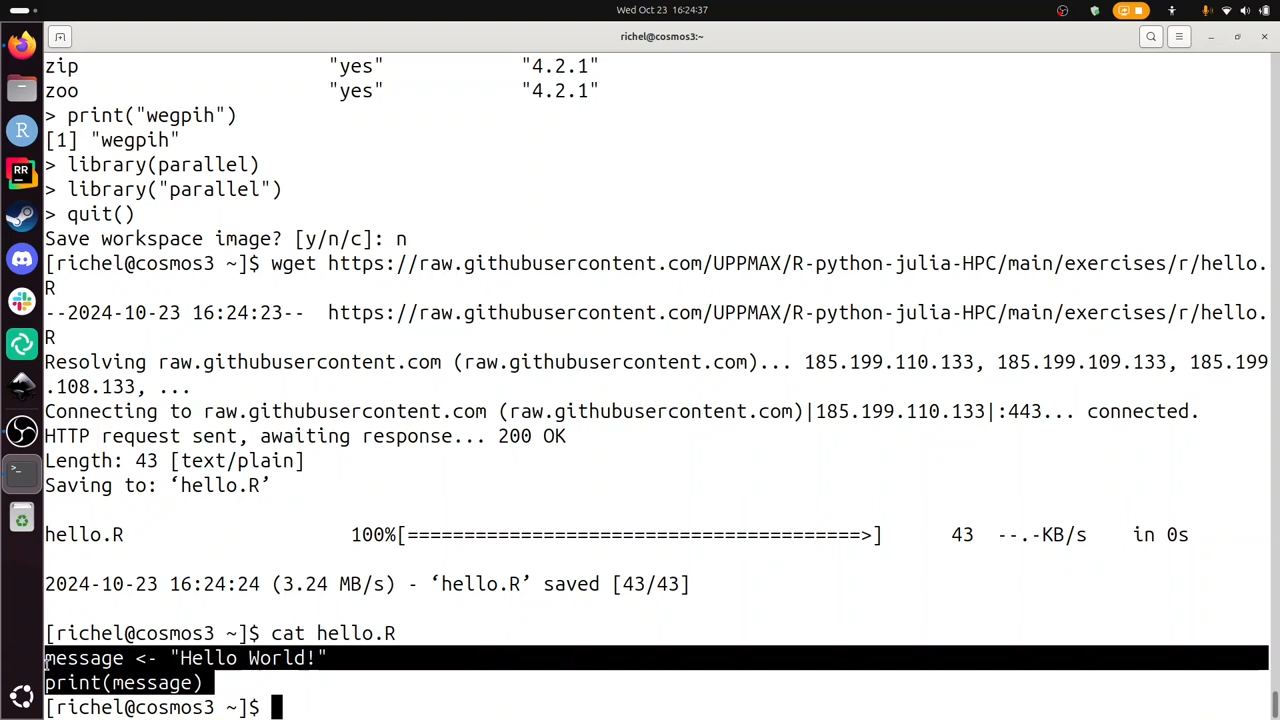 Wed Oct 23 16:24:37
richel@cosmos3:~
zip "yes" "4.2.1"
zoo "yes" "4.2.1"
> print("wegpih")
[1] "wegpih"
> library(parallel)
> library("parallel")
> quit()
Save workspace image? [y/n/c]: n
[richel@cosmos3 ~]$ wget https://raw.githubusercontent.com/UPPMAX/R-python-julia-HPC/main/exercises/r/hello.
R
--2024-10-23 16:24:23-- https://raw.githubusercontent.com/UPPMAX/R-python-julia-HPC/main/exercises/r/hello.
R
Resolving raw.githubusercontent.com (raw.githubusercontent.com)... 185.199.110.133, 185.199.109.133, 185.199
.108.133, ...
Connecting to raw.githubusercontent.com (raw.githubusercontent.com)|185.199.110.133|:443... connected.
HTTP request sent, awaiting response... 200 OK
Length: 43 [text/plain]
Saving to: ‘hello.R’
hello.R 100%[========================================>] 43 --.-KB/s in 0s
2024-10-23 16:24:24 (3.24 MB/s) - ‘hello.R’ saved [43/43]
[richel@cosmos3 ~]$ cat hello.R
message <- "Hello World!"
print(message)
[richel@cosmos3 ~]$